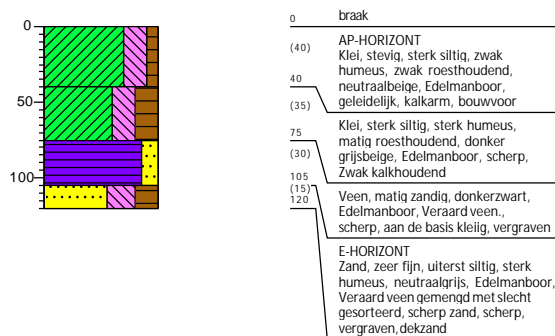 0
50
100
0 braak
(40)
AP-HORIZONT
Klei, stevig, sterk siltig, zwak
humeus, zwak roesthoudend,
neutraalbeige, Edelmanboor,
geleidelijk, kalkarm, bouwvoor
40
(35)
Klei, sterk siltig, sterk humeus,
matig roesthoudend, donker
grijsbeige, Edelmanboor, scherp,
Zwak kalkhoudend
75
(30)
Veen, matig zandig, donkerzwart,
Edelmanboor, Veraard veen.,
scherp, aan de basis kleiig, vergraven
105
(15)
120
E-HORIZONT
Zand, zeer fijn, uiterst siltig, sterk
humeus, neutraalgrijs, Edelmanboor,
Veraard veen gemengd met slecht
gesorteerd, scherp zand, scherp,
vergraven, dekzand